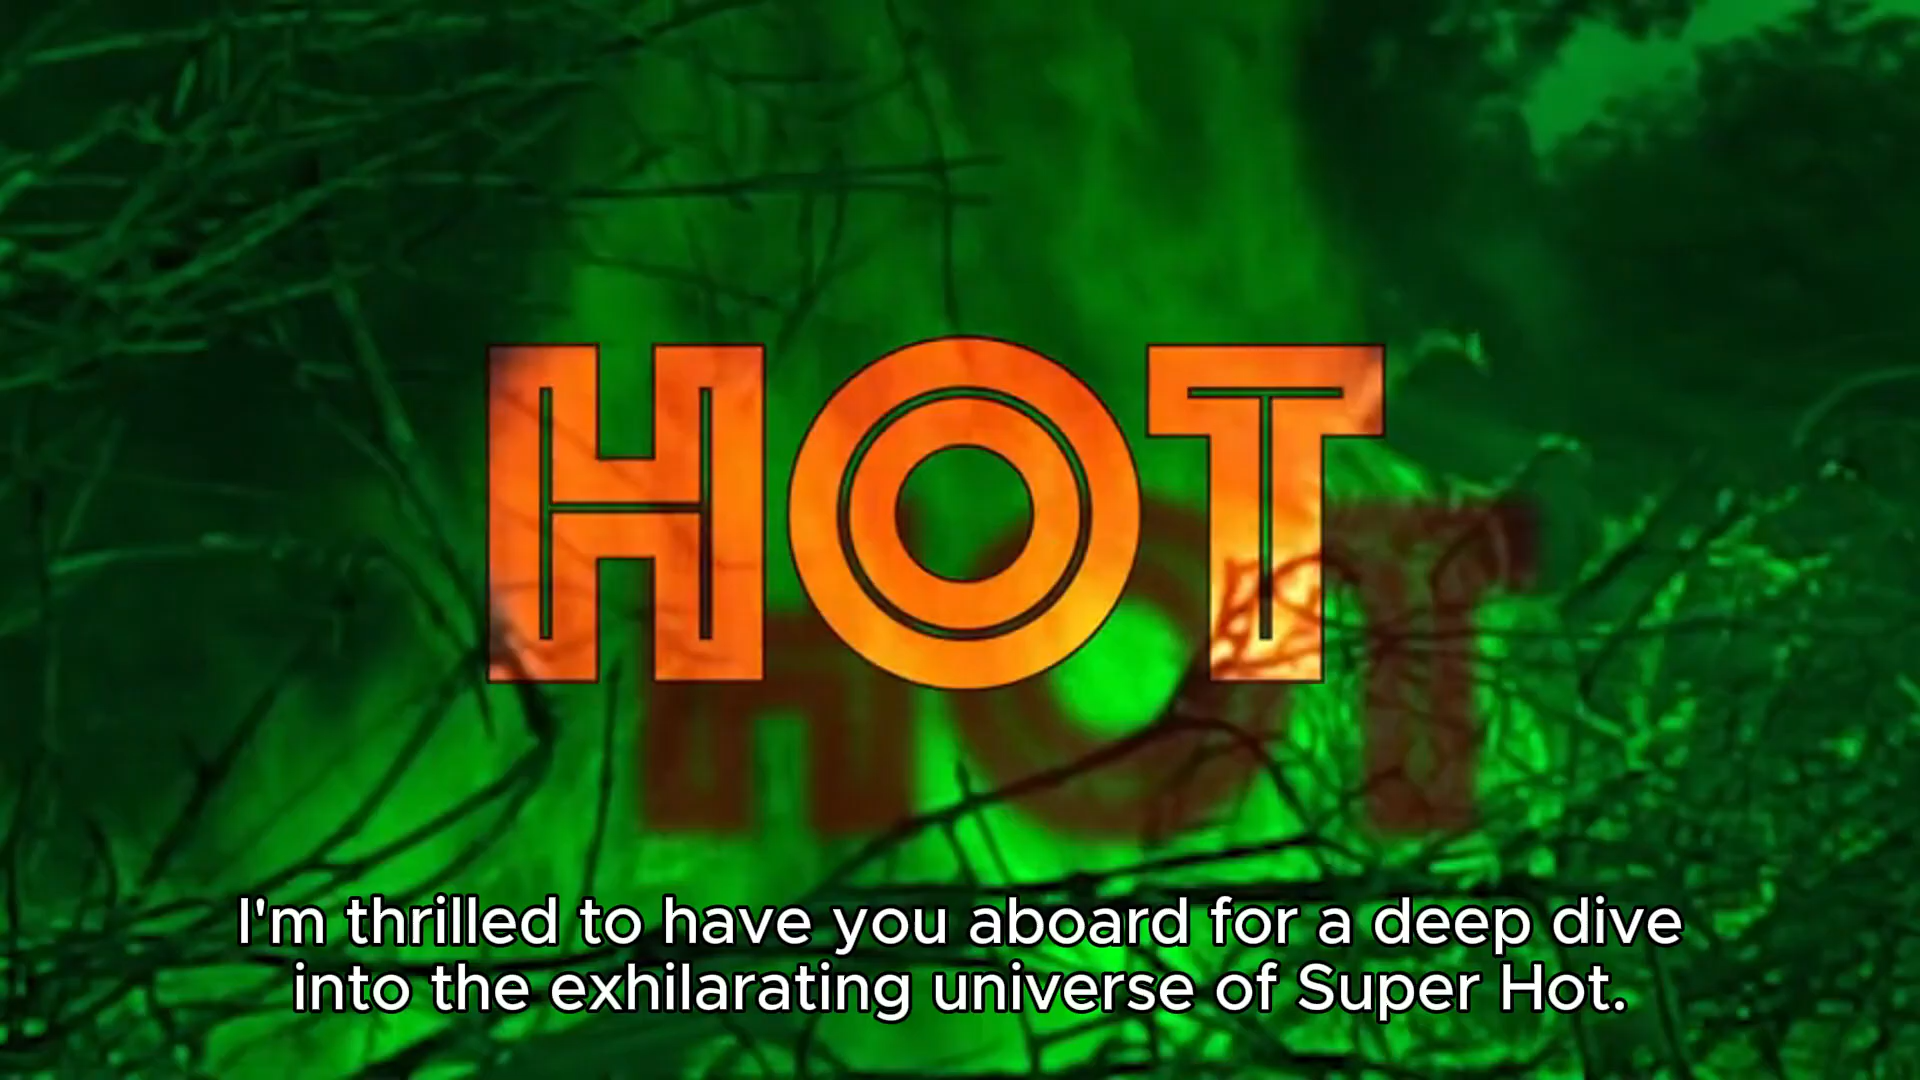 HOT
I'm thrilled to have you aboard for a deep dive
into the exhilarating universe of Super Hot.